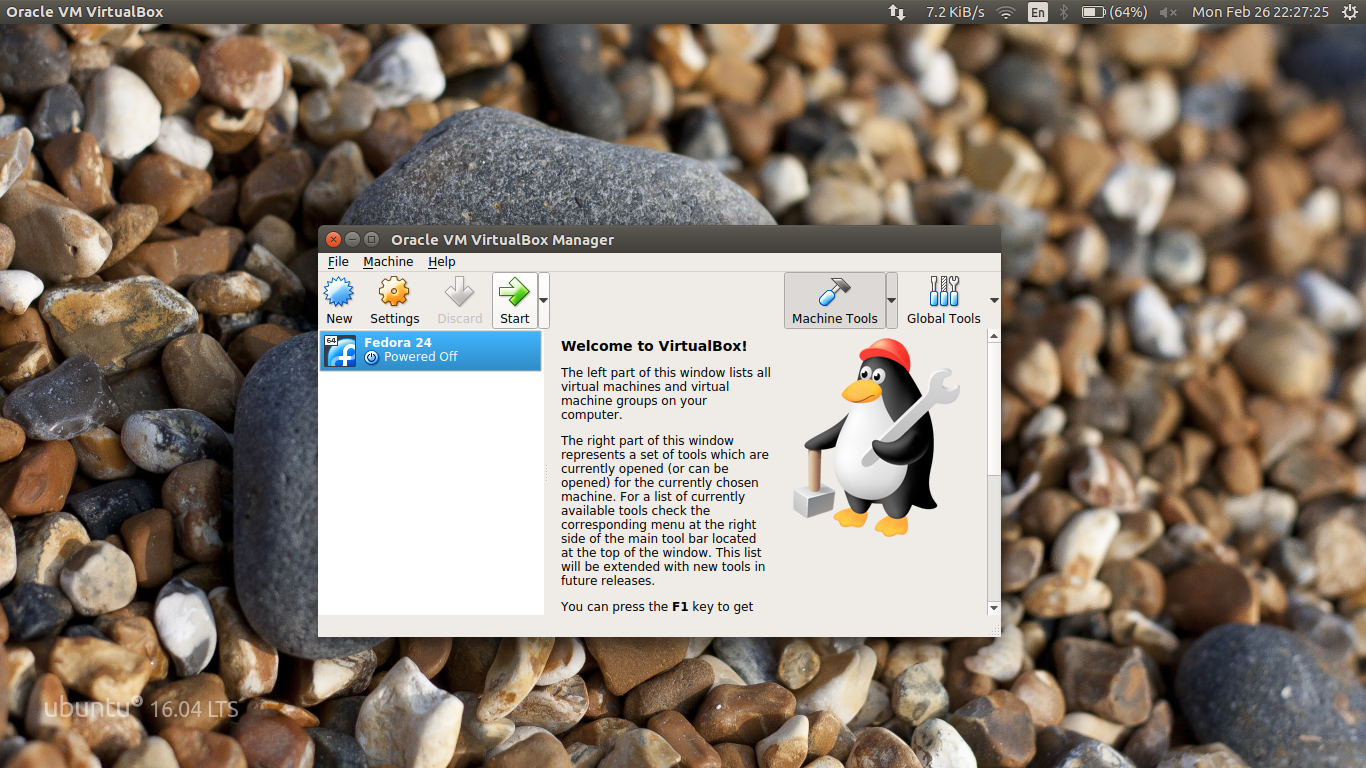 Oracle VM VirtualBox
7.2 KiB/s En (64%) Mon Feb 26 22:27:25
Oracle VM VirtualBox Manager
File Machine Help
New Settings Discard Start Machine Tools Global Tools
64
Fedora 24
Powered Off
Welcome to VirtualBox!
The left part of this window lists all
virtual machines and virtual
machine groups on your
computer.
The right part of this window
represents a set of tools which are
currently opened (or can be
opened) for the currently chosen
machine. For a list of currently
available tools check the
corresponding menu at the right
side of the main tool bar located
at the top of the window. This list
will be extended with new tools in
future releases.
You can press the F1 key to get
ubuntu 16.04 LTS